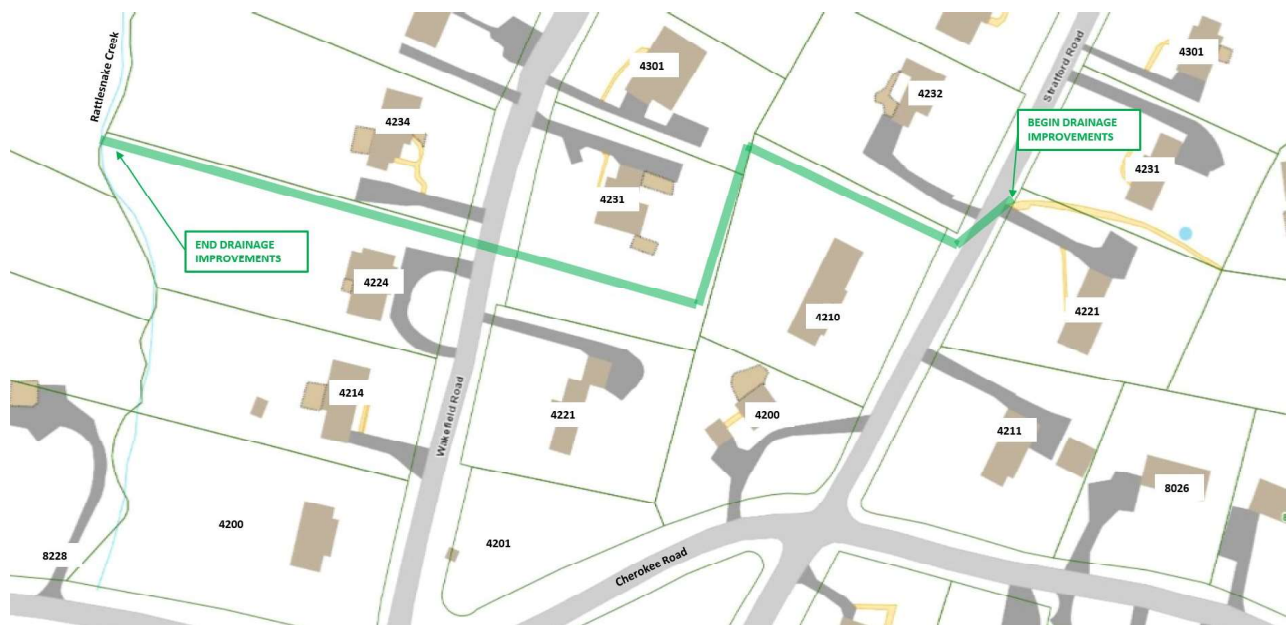 Rattlesnake Creek
4301
4232
Strafford Road
4301
BEGIN DRAINAGE
IMPROVEMENTS
4234
4231
4231
END DRAINAGE
IMPROVEMENTS
4224
4210
4221
Wakefield Road
4214
4221
4200
4211
8026
4200
4201
8228
Cherokee Road